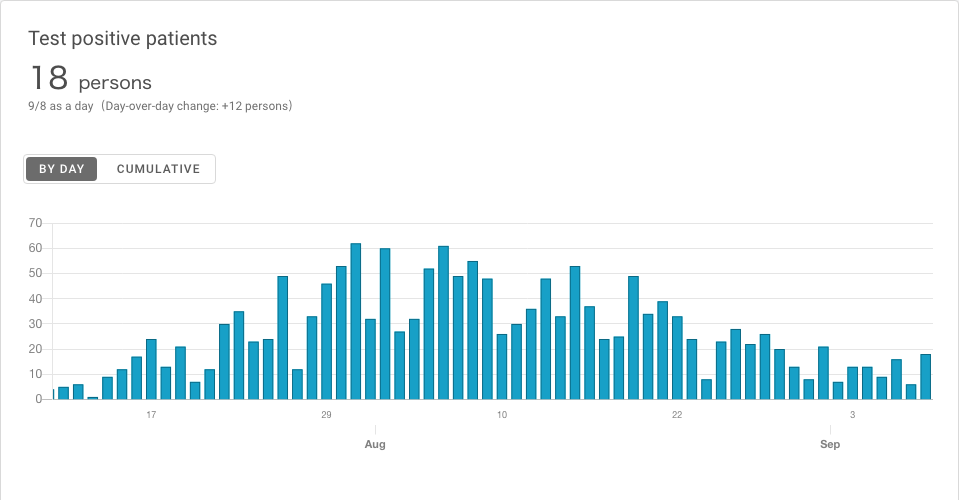 Test positive patients
18 persons
9/8 as a day（Day-over-day change: +12 persons）
BY DAY CUMULATIVE
70
60
50
40
30
20
10
0
17 29 10 22 3
Aug Sep